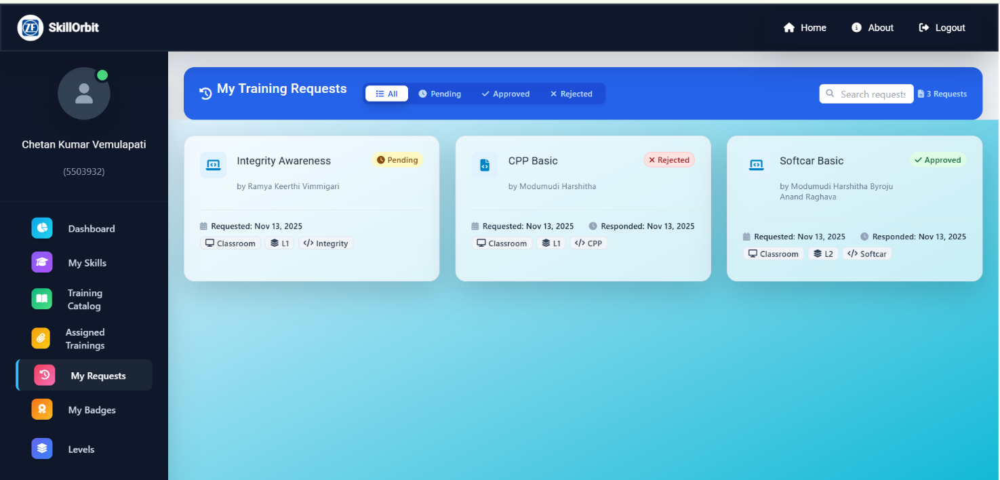 ZF SkillOrbit
Home About Logout
Chetan Kumar Vemulapati
(5503932)
Dashboard
My Skills
Training
Catalog
Assigned
Trainings
My Requests
My Badges
Levels
My Training Requests
All Pending Approved Rejected
Search requests
3 Requests
Integrity Awareness
Pending
by Ramya Keerthi Vimmigari
Requested: Nov 13, 2025
Classroom L1 </> Integrity
CPP Basic
Rejected
by Modumudi Harshitha
Requested: Nov 13, 2025 Responded: Nov 13, 2025
Classroom L1 </> CPP
Softcar Basic
Approved
by Modumudi Harshitha Byroju
Anand Raghava
Requested: Nov 13, 2025 Responded: Nov 13, 2025
Classroom L2 </> Softcar